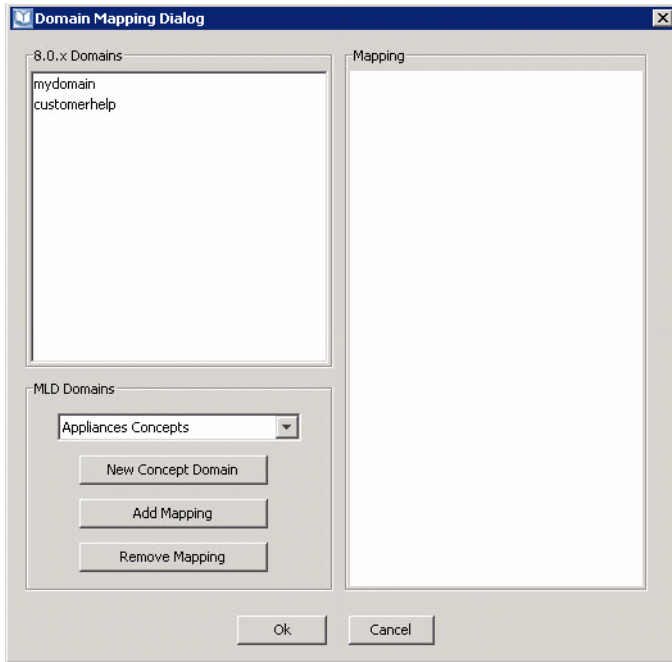 Domain Mapping Dialog
8.0.x Domains
mydomain
customerhelp
Mapping
MLD Domains
Appliances Concepts
New Concept Domain
Add Mapping
Remove Mapping
Ok
Cancel